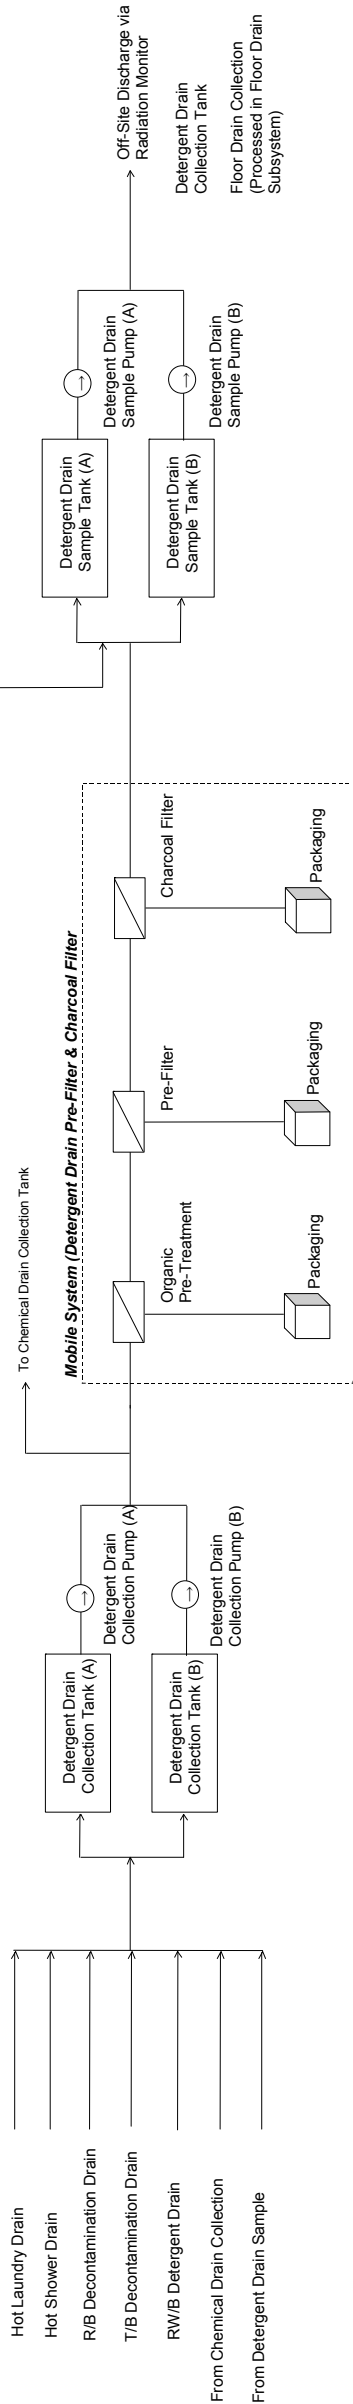 Hot Laundry Drain
Hot Shower Drain
R/B Decontamination Drain
T/B Decontamination Drain
RW/B Detergent Drain
From Chemical Drain Collection
From Detergent Drain Sample
Detergent Drain
Collection Tank (A)
Detergent Drain
Collection Tank (B)
Detergent Drain
Collection Pump (A)
Detergent Drain
Collection Pump (B)
To Chemical Drain Collection Tank
Mobile System (Detergent Drain Pre-Filter & Charcoal Filter
Organic
Pre-Treatment
Pre-Filter
Charcoal Filter
Packaging
Packaging
Packaging
Detergent Drain
Sample Tank (A)
Detergent Drain
Sample Tank (B)
Detergent Drain
Sample Pump (A)
Detergent Drain
Sample Pump (B)
Off-Site Discharge via
Radiation Monitor
Detergent Drain
Collection Tank
Floor Drain Collection
(Processed in Floor Drain
Subsystem)